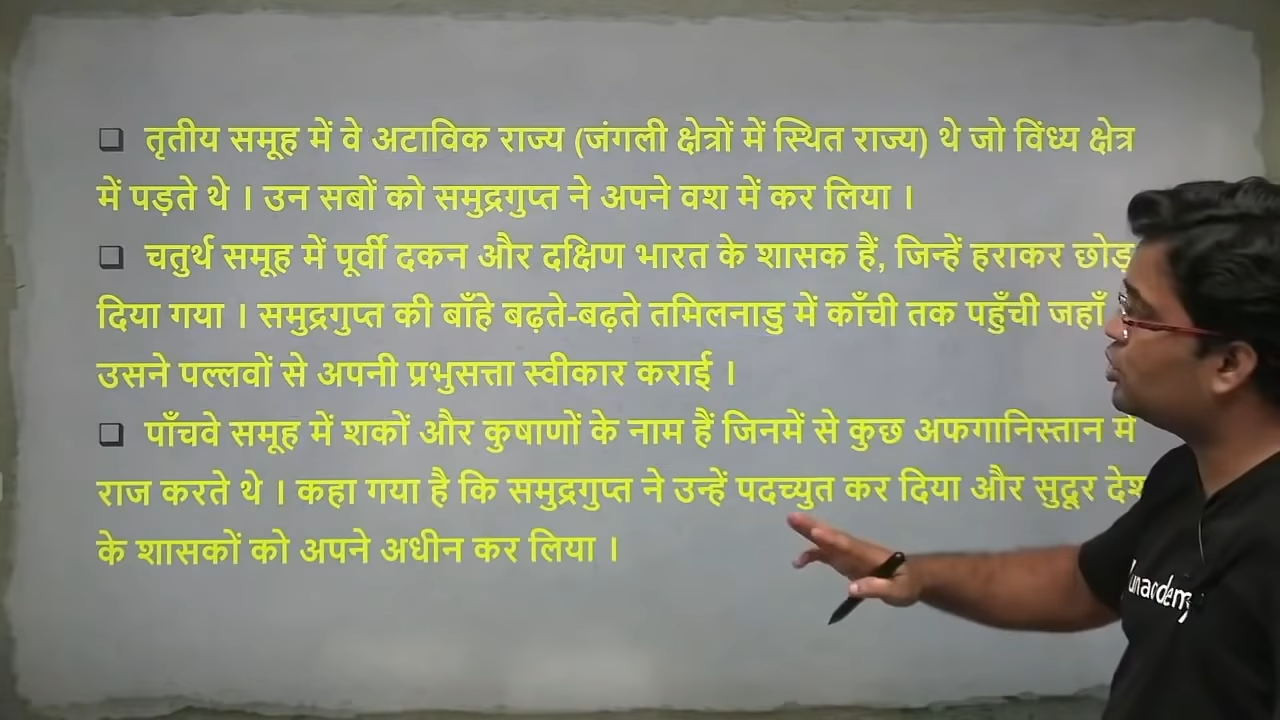 ❑ तृतीय समूह में वे अटाविक राज्य (जंगली क्षेत्रों में स्थित राज्य) थे जो विंध्य क्षेत्र
में पड़ते थे । उन सबों को समुद्रगुप्त ने अपने वश में कर लिया ।
❑ चतुर्थ समूह में पूर्वी दकन और दक्षिण भारत के शासक हैं, जिन्हें हराकर छोड़
दिया गया । समुद्रगुप्त की बाँहे बढ़ते-बढ़ते तमिलनाडु में काँची तक पहुँची जहाँ
उसने पल्लवों से अपनी प्रभुसत्ता स्वीकार कराई ।
❑ पाँचवे समूह में शकों और कुषाणों के नाम हैं जिनमें से कुछ अफगानिस्तान में
राज करते थे । कहा गया है कि समुद्रगुप्त ने उन्हें पदच्युत कर दिया और सुदूर देश
के शासकों को अपने अधीन कर लिया ।
unacademy